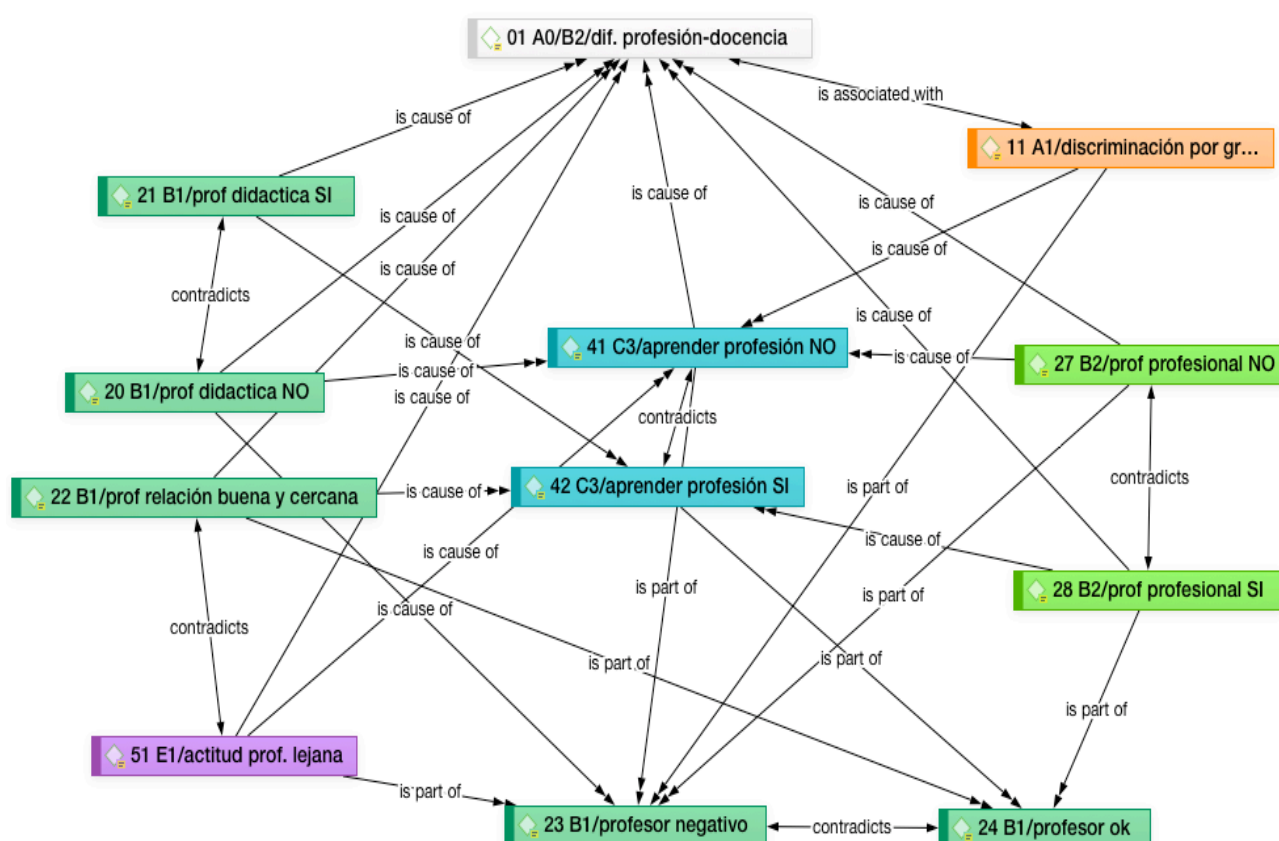 01 A0/B2/dif. profesión-docencia
is associated with
is cause of
11 A1/discriminación por gr...
21 B1/prof didactica SI
is cause of
is cause of
is cause of
is cause of
is cause of
contradicts
is cause of
is cause of
41 C3/aprender profesión NO
is cause of
27 B2/prof profesional NO
is cause of
20 B1/prof didactica NO
is cause of
contradicts
42 C3/aprender profesión SI
22 B1/prof relación buena y cercana
is cause of
is part of
contradicts
is cause of
is cause of
28 B2/prof profesional SI
is part of
is part of
is cause of
contradicts
is part of
is part of
is part of
51 E1/actitud prof. lejana
is part of
23 B1/profesor negativo
contradicts
24 B1/profesor ok